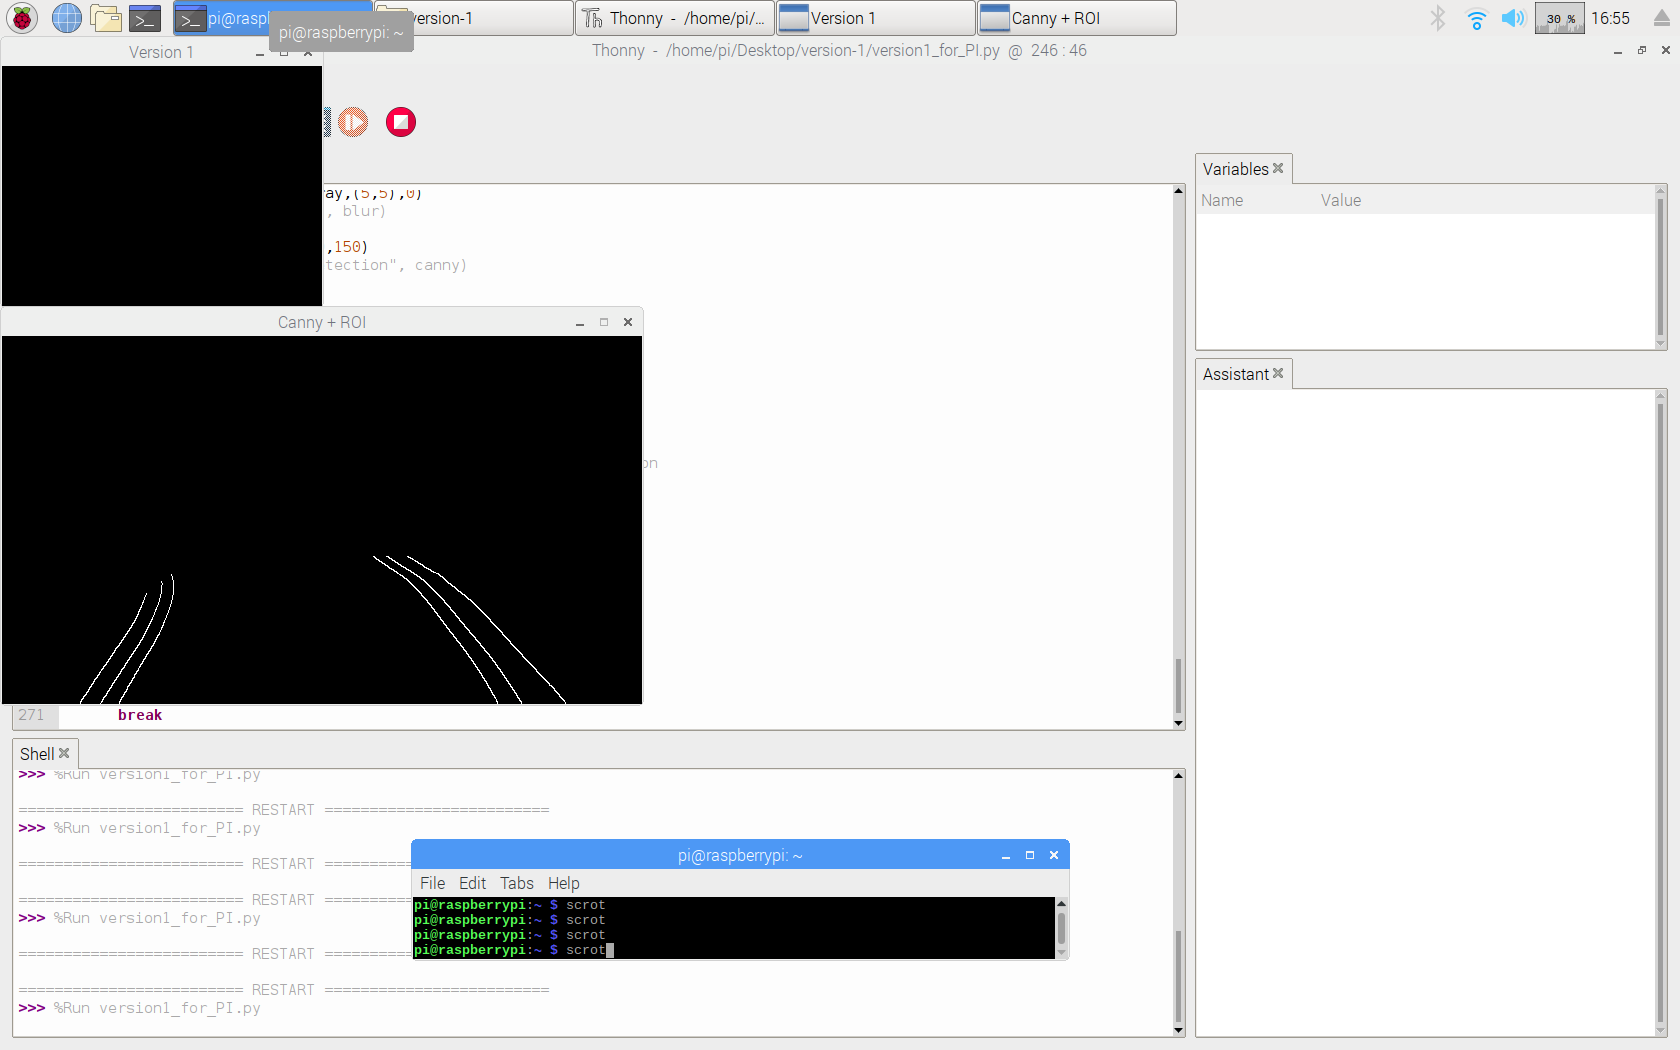 pi@raspl
version-1
Thonny - /home/pi/...
Version 1
Canny + ROI
30 %
16:55
pi@raspberrypi: ~
Version 1
Thonny - /home/pi/Desktop/version-1/version1_for_PI.py @ 246 : 46
ay,(5,5),0)
, blur)
,150)
tection", canny)
Canny + ROI
on
271 break
Variables
Name Value
Assistant
Shell
>>> %Run version1_for_PI.py
========================= RESTART =========================
>>> %Run version1_for_PI.py
========================= RESTART
========================= RESTART
>>> %Run version1_for_PI.py
========================= RESTART
========================= RESTART =========================
>>> %Run version1_for_PI.py
pi@raspberrypi: ~
File Edit Tabs Help
pi@raspberrypi:~ $ scrot
pi@raspberrypi:~ $ scrot
pi@raspberrypi:~ $ scrot
pi@raspberrypi:~ $ scrot